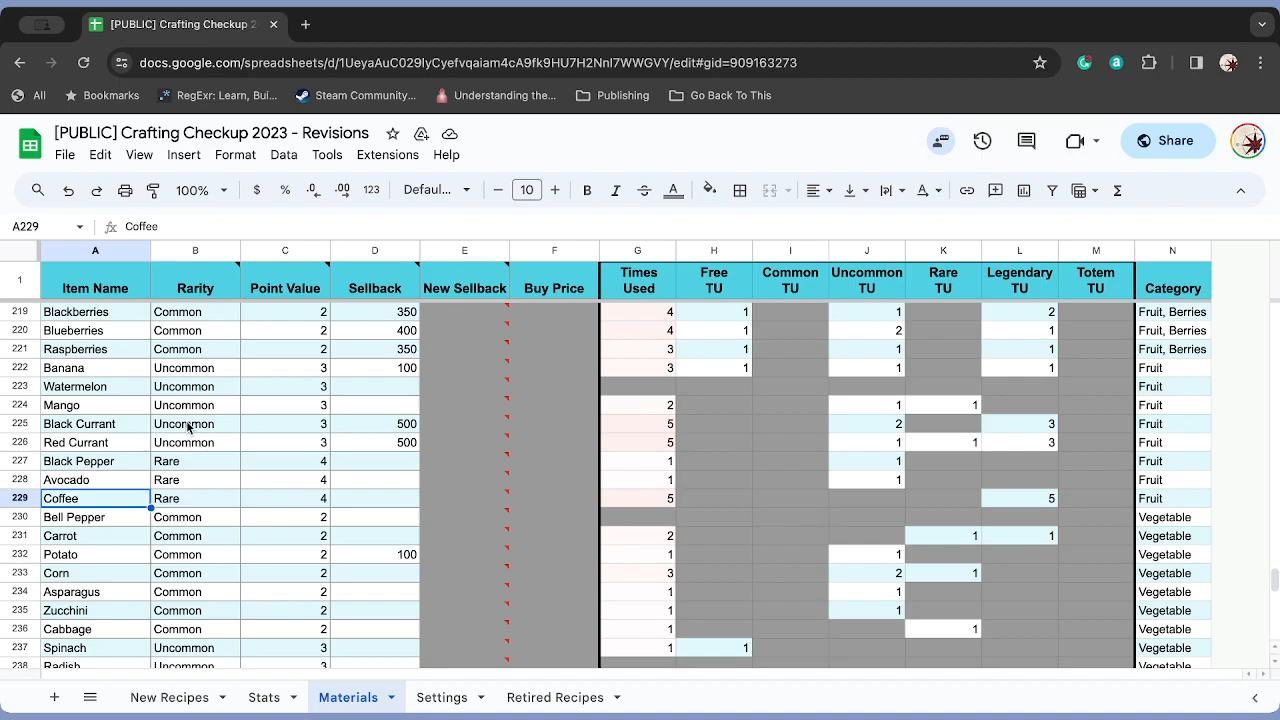 [PUBLIC] Crafting Checkup 2
docs.google.com/spreadsheets/d/1UeyaAuC029IyCyefvqaiam4cA9fk9HU7H2NnI7WWGVY/edit#gid=909163273
All Bookmarks RegExr: Learn, Bui... Steam Community... Understanding the... Publishing Go Back To This
[PUBLIC] Crafting Checkup 2023 - Revisions
File Edit View Insert Format Data Tools Extensions Help
Share
100% $ % .0 .00 123 Defaul... 10 B I A
A229 fx Coffee
A B C D E F G H I J K L M N
1 Item Name Rarity Point Value Sellback New Sellback Buy Price Times Used Free TU Common TU Uncommon TU Rare TU Legendary TU Totem TU Category
219 Blackberries Common 2 350 4 1 1 2 Fruit, Berries
220 Blueberries Common 2 400 4 1 2 1 Fruit, Berries
221 Raspberries Common 2 350 3 1 1 1 Fruit, Berries
222 Banana Uncommon 3 100 3 1 1 1 Fruit
223 Watermelon Uncommon 3 Fruit
224 Mango Uncommon 3 2 1 1 Fruit
225 Black Currant Uncommon 3 500 5 2 3 Fruit
226 Red Currant Uncommon 3 500 5 1 1 3 Fruit
227 Black Pepper Rare 4 1 1 Fruit
228 Avocado Rare 4 1 1 Fruit
229 Coffee Rare 4 5 5 Fruit
230 Bell Pepper Common 2 Vegetable
231 Carrot Common 2 2 1 1 Vegetable
232 Potato Common 2 100 1 1 Vegetable
233 Corn Common 2 3 2 1 Vegetable
234 Asparagus Common 2 1 1 Vegetable
235 Zucchini Common 2 1 1 Vegetable
236 Cabbage Common 2 1 1 Vegetable
237 Spinach Uncommon 3 1 1 Vegetable
238 Radish Uncommon 3 Vegetable
New Recipes Stats Materials Settings Retired Recipes